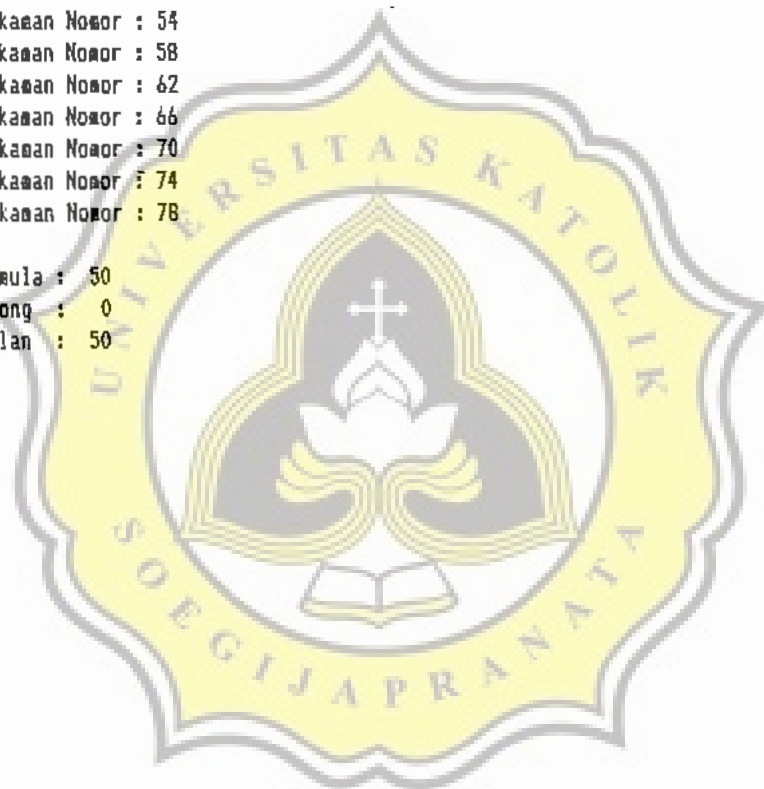 kaman Nomor : 54
kaman Nomor : 58
kaman Nomor : 62
kaman Nomor : 66
kaman Nomor : 70
kaman Nomor : 74
kaman Nomor : 78
mula : 50
ong : 0
lan : 50
UNIVERSITAS KATOLIK
SOEGIJAPRANATA